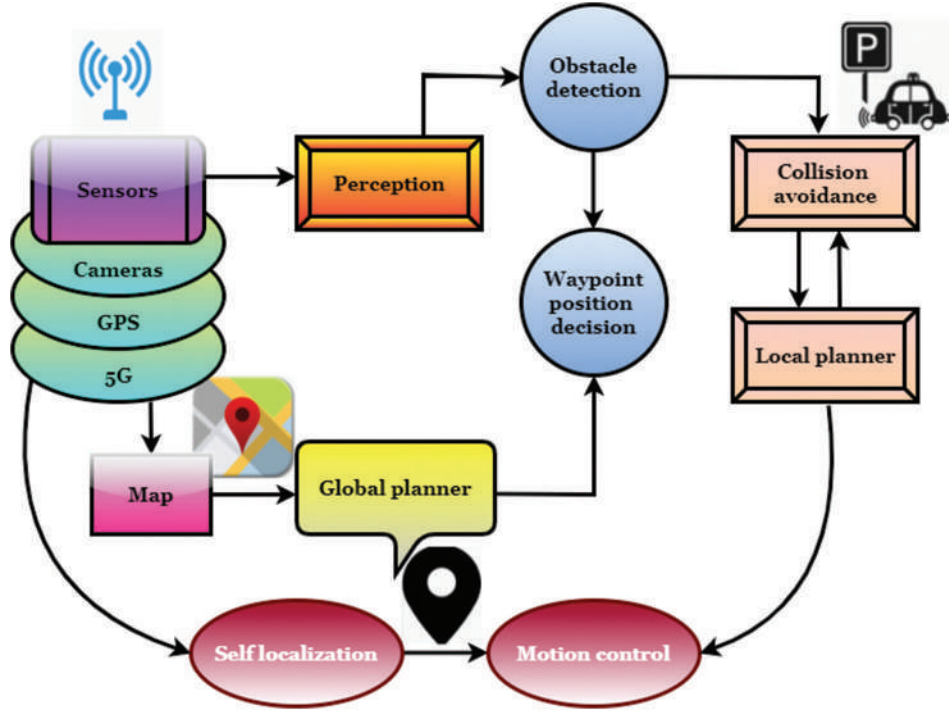 Obstacle
detection
P
Sensors
Perception
Collision
avoidance
Cameras
Waypoint
position
decision
GPS
5G
Local planner
Map
Global planner
Self localization
Motion control